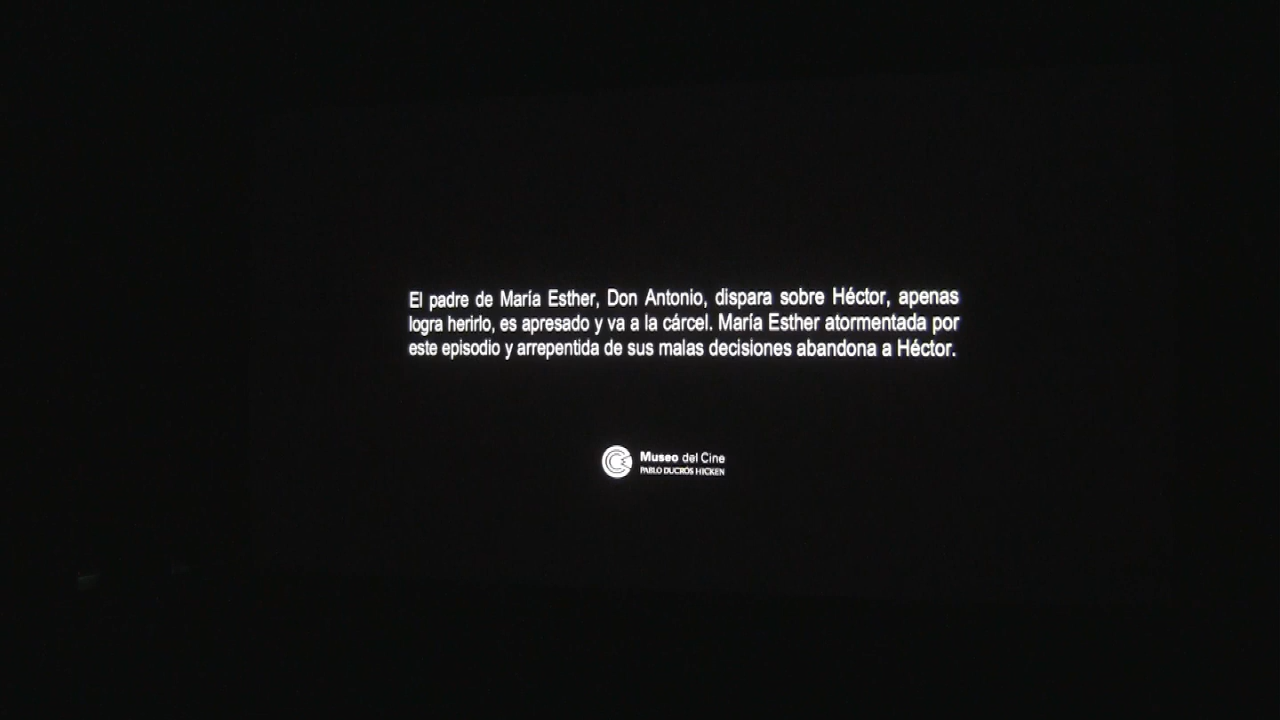 El padre de María Esther, Don Antonio, dispara sobre Héctor, apenas
logra herirlo, es apresado y va a la cárcel. María Esther atormentada por
este episodio y arrepentida de sus malas decisiones abandona a Héctor.
Museo del Cine
PABLO DUCRÓS HICKEN